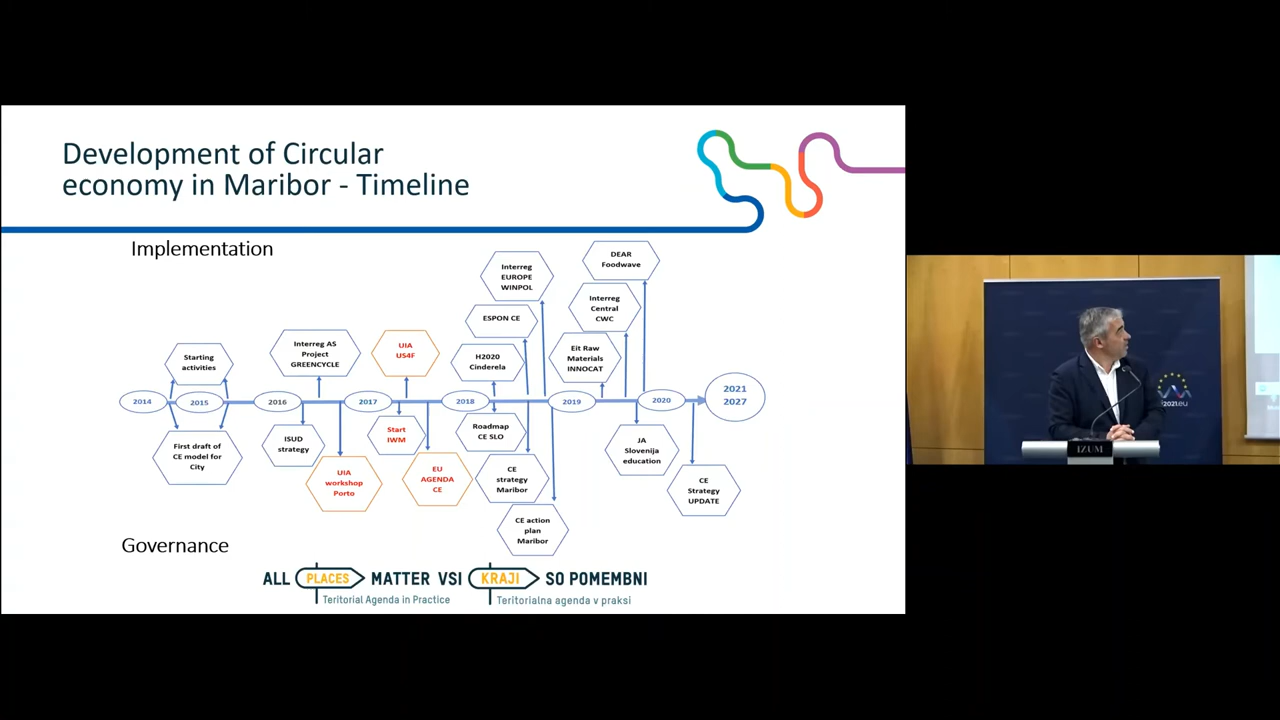 Development of Circular
economy in Maribor - Timeline
Implementation
DEAR
Foodwave
Interreg
EUROPE
WINPOL
Interreg
Central
CWC
ESPON CE
Interreg AS
Project
GREENCYCLE
UIA
US4F
Starting
activities
H2020
Cinderela
Eit Raw
Materials
INNOCAT
2014
2015
2016
2017
2018
2019
2020
2021
2027
First draft of
CE model for
City
ISUD
strategy
Start
IWM
Roadmap
CE SLO
JA
Slovenija
education
UIA
workshop
Porto
EU
AGENDA
CE
CE
strategy
Maribor
CE
Strategy
UPDATE
CE action
plan
Maribor
Governance
ALL PLACES MATTER VSI KRAJI SO POMEMBNI
Territorial Agenda in Practice
Teritorialna agenda v praksi
2021.eu
IZUM